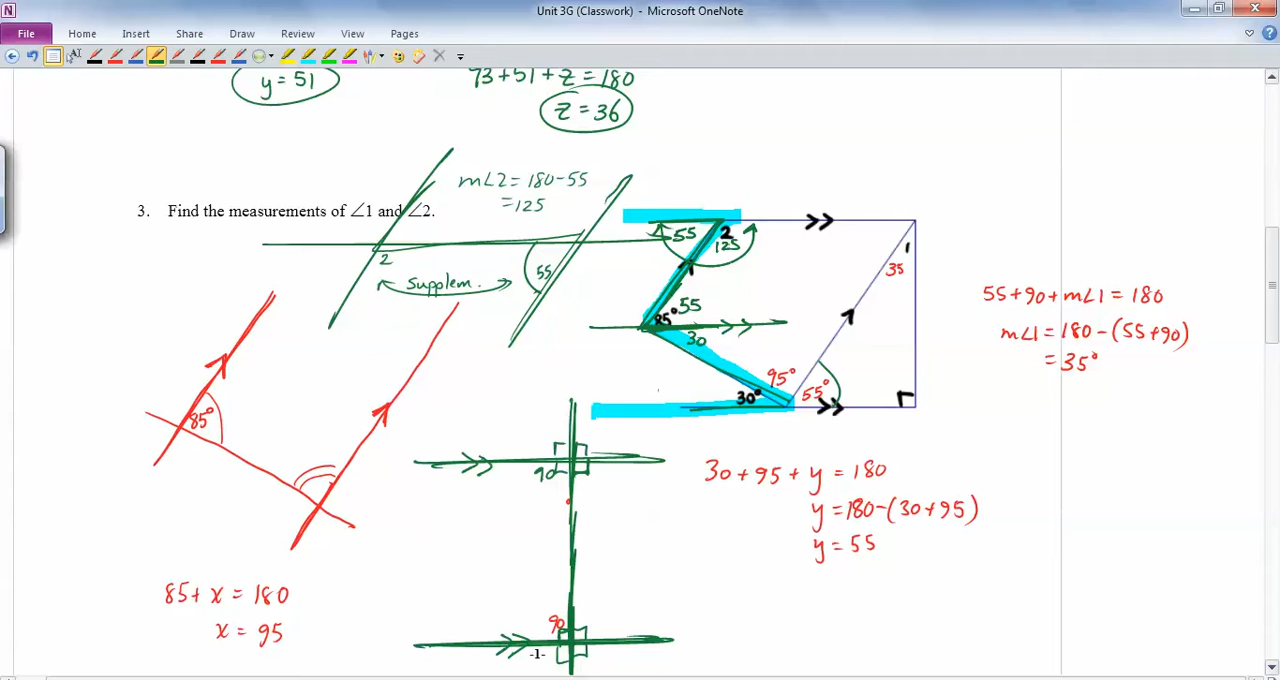 Unit 3G (Classwork) - Microsoft OneNote
File Home Insert Share Draw Review View Pages
y = 51
73 + 51 + z = 180
z = 36
m∠2 = 180 - 55
= 125
3. Find the measurements of ∠1 and ∠2.
2
Supplem.
55
55 2 125
1
35
85° 55
30
95°
30° 55°
55 + 90 + m∠1 = 180
m∠1 = 180 - (55 + 90)
= 35°
85°
90
30 + 95 + y = 180
y = 180 - (30 + 95)
y = 55
85 + x = 180
x = 95
90
-1-